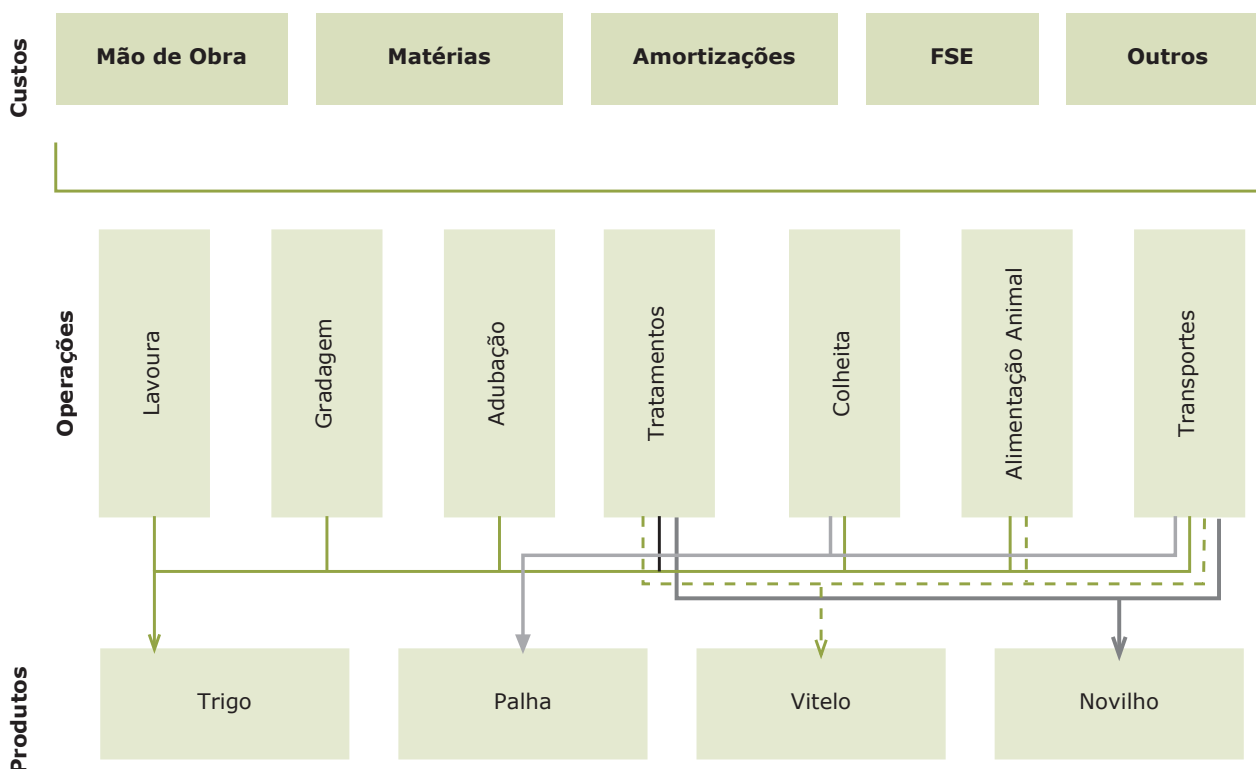 Custos
Mão de Obra
Matérias
Amortizações
FSE
Outros
Operações
Lavoura
Gradagem
Adubação
Tratamentos
Colheita
Alimentação Animal
Transportes
Produtos
Trigo
Palha
Vitelo
Novilho